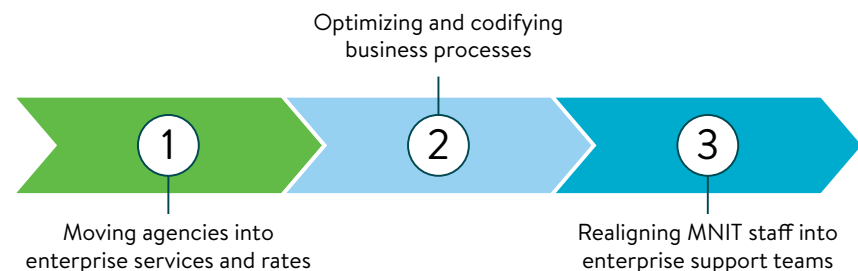 Optimizing and codifying
business processes
1
2
3
Moving agencies into
enterprise services and rates
Realigning MNIT staff into
enterprise support teams